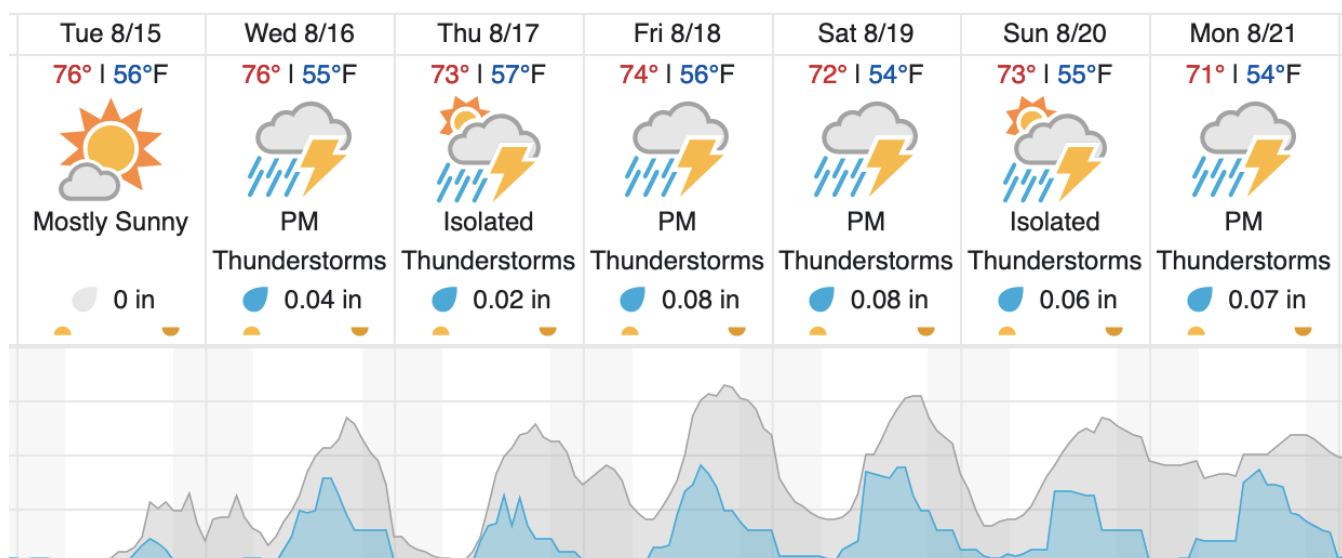 Tue 8/15 Wed 8/16 Thu 8/17 Fri 8/18 Sat 8/19 Sun 8/20 Mon 8/21
76° | 56°F 76° | 55°F 73° | 57°F 74° | 56°F 72° | 54°F 73° | 55°F 71° | 54°F
Mostly Sunny PM Isolated PM PM Isolated PM
Thunderstorms Thunderstorms Thunderstorms Thunderstorms Thunderstorms Thunderstorms
0 in 0.04 in 0.02 in 0.08 in 0.08 in 0.06 in 0.07 in